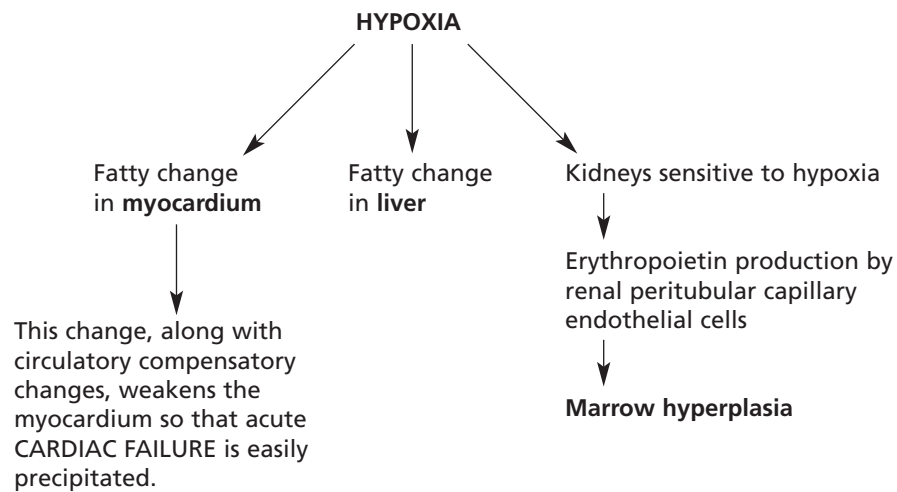 HYPOXIA
Fatty change
in myocardium
This change, along with
circulatory compensatory
changes, weakens the
myocardium so that acute
CARDIAC FAILURE is easily
precipitated.
Fatty change
in liver
Kidneys sensitive to hypoxia
Erythropoietin production by
renal peritubular capillary
endothelial cells
Marrow hyperplasia